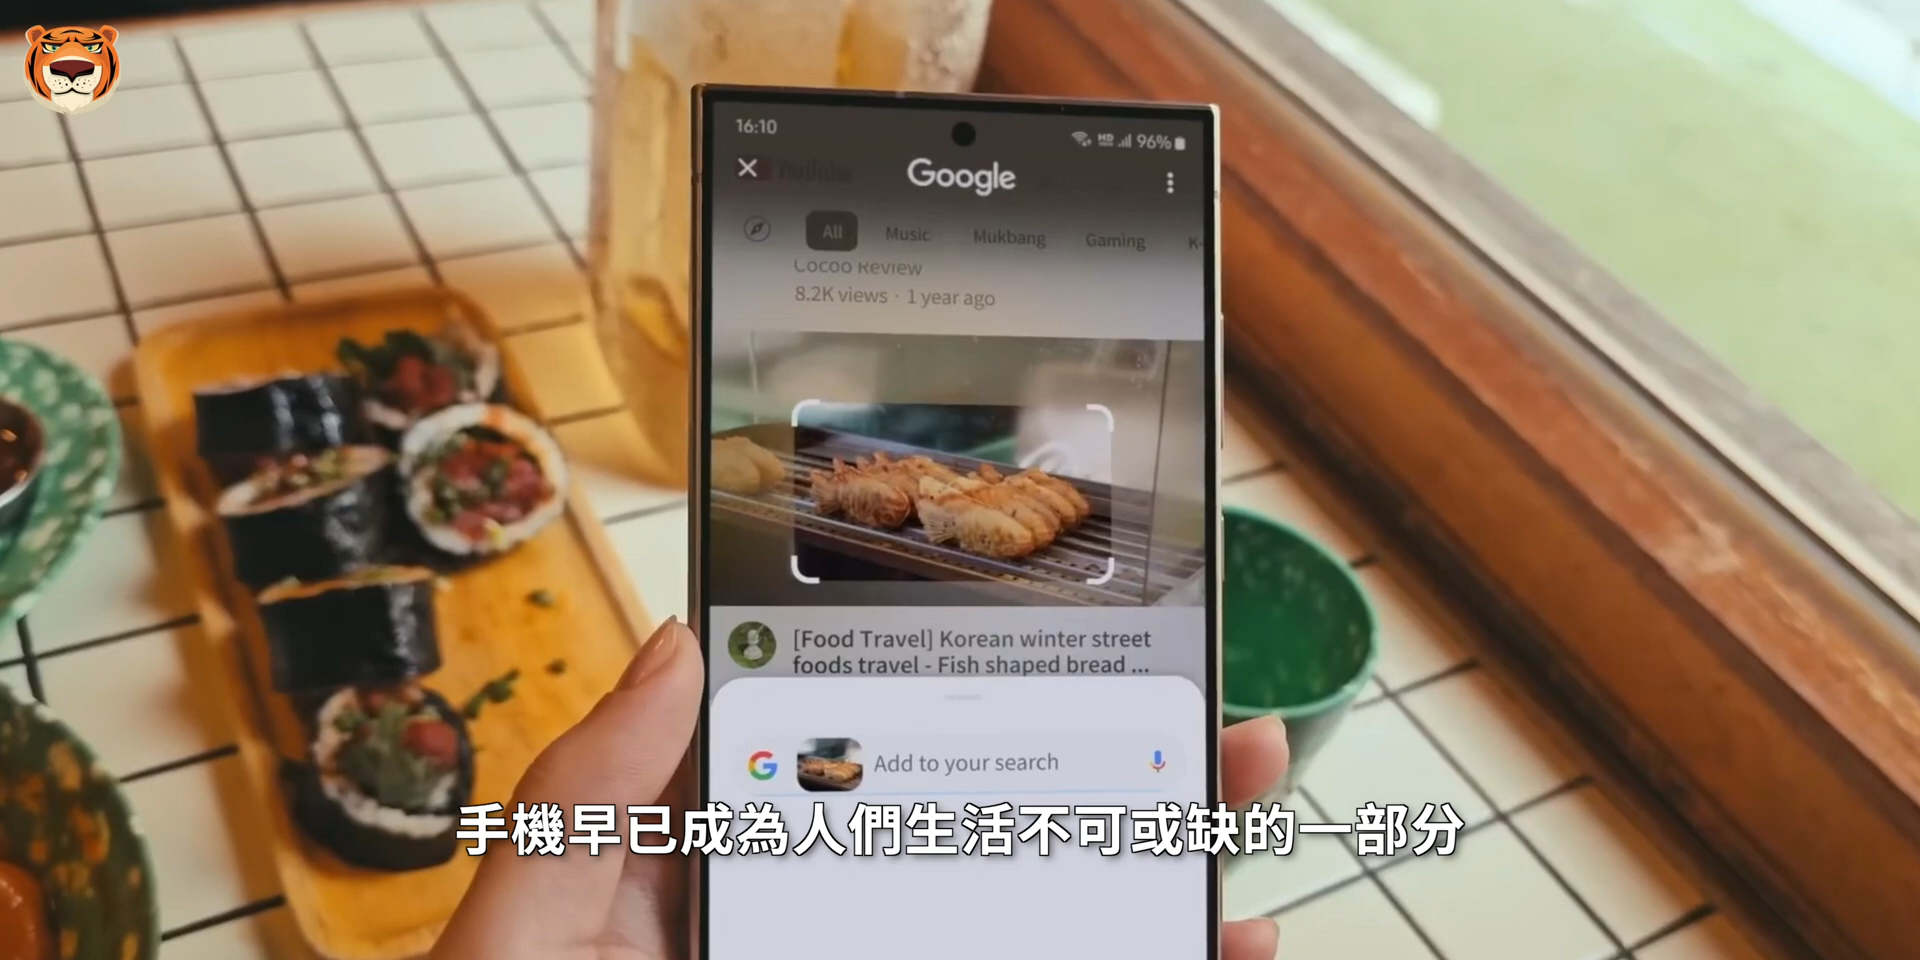 16:10
HD
96%
Google
YouTube
All
Music
Mukbang
Gaming
K-
Cocoo Review
8.2K views · 1 year ago
[Food Travel] Korean winter street
foods travel - Fish shaped bread ...
G
Add to your search
手機早已成為人們生活不可或缺的一部分